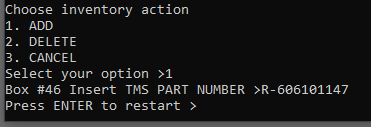 Choose inventory action
1. ADD
2. DELETE
3. CANCEL
Select your option >1
Box #46 Insert TMS PART NUMBER >R-606101147
Press ENTER to restart >